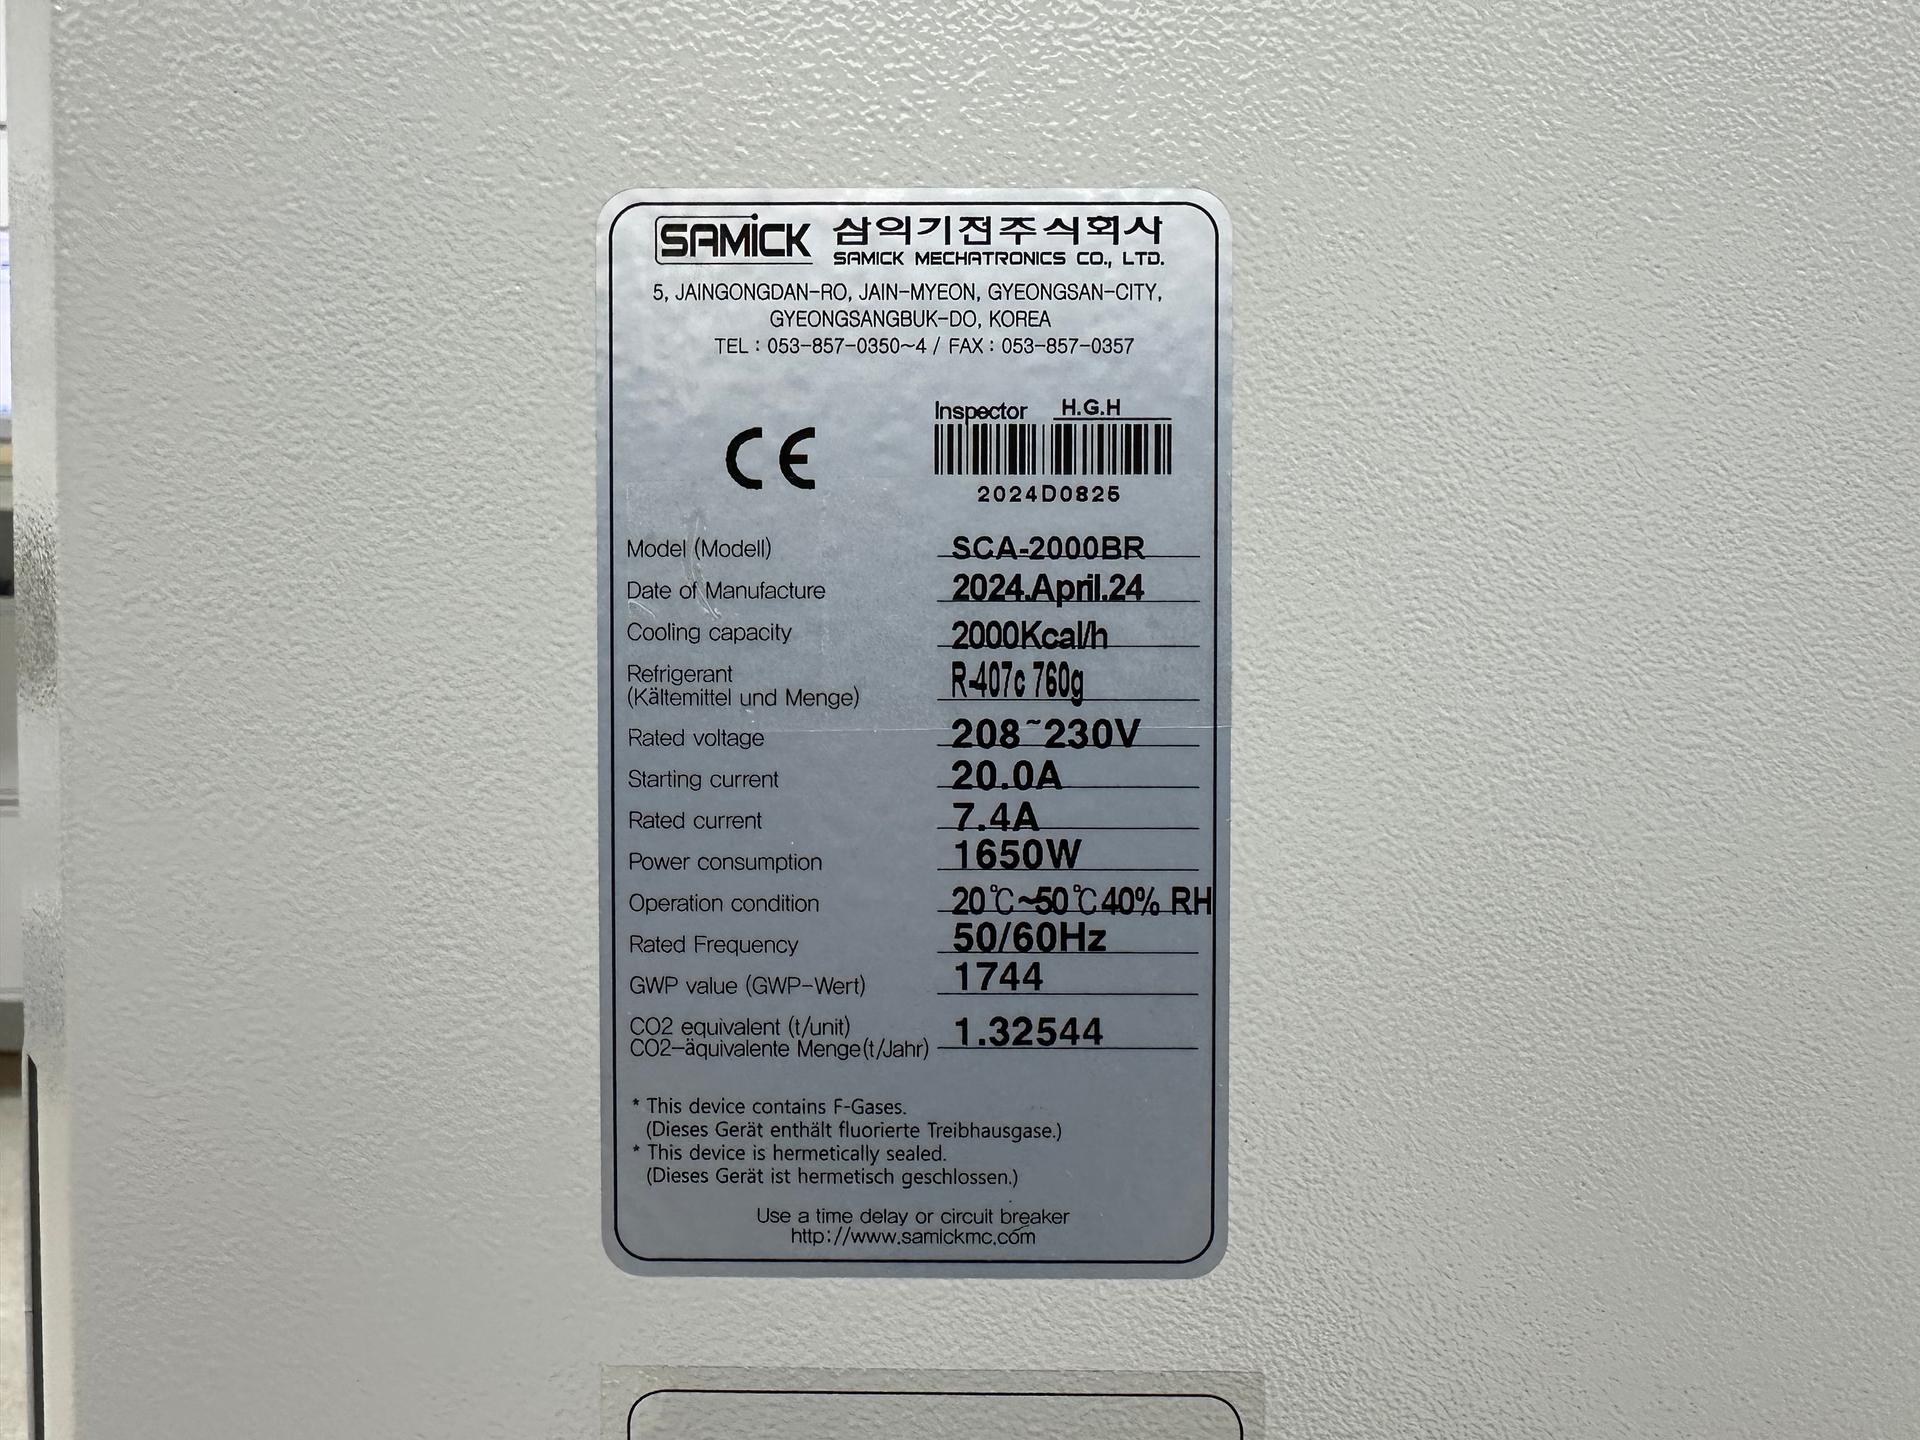 SAMICK 삼익기전주식회사
SAMICK MECHATRONICS CO., LTD.
5, JAINGONGDAN-RO, JAIN-MYEON, GYEONGSAN-CITY,
GYEONGSANGBUK-DO, KOREA
TEL : 053-857-0350~4 / FAX : 053-857-0357
Inspector H.G.H
CE
2024D0825
Model (Modell) SCA-2000BR
Date of Manufacture 2024.April.24
Cooling capacity 2000Kcal/h
Refrigerant
(Kältemittel und Menge) R-407c 760g
Rated voltage 208~230V
Starting current 20.0A
Rated current 7.4A
Power consumption 1650W
Operation condition 20℃~50℃ 40% RH
Rated Frequency 50/60Hz
GWP value (GWP-Wert) 1744
CO2 equivalent (t/unit)
CO2-äquivalente Menge(t/Jahr) 1.32544
* This device contains F-Gases.
(Dieses Gerät enthält fluorierte Treibhausgase.)
* This device is hermetically sealed.
(Dieses Gerät ist hermetisch geschlossen.)
Use a time delay or circuit breaker
http://www.samickmc.com